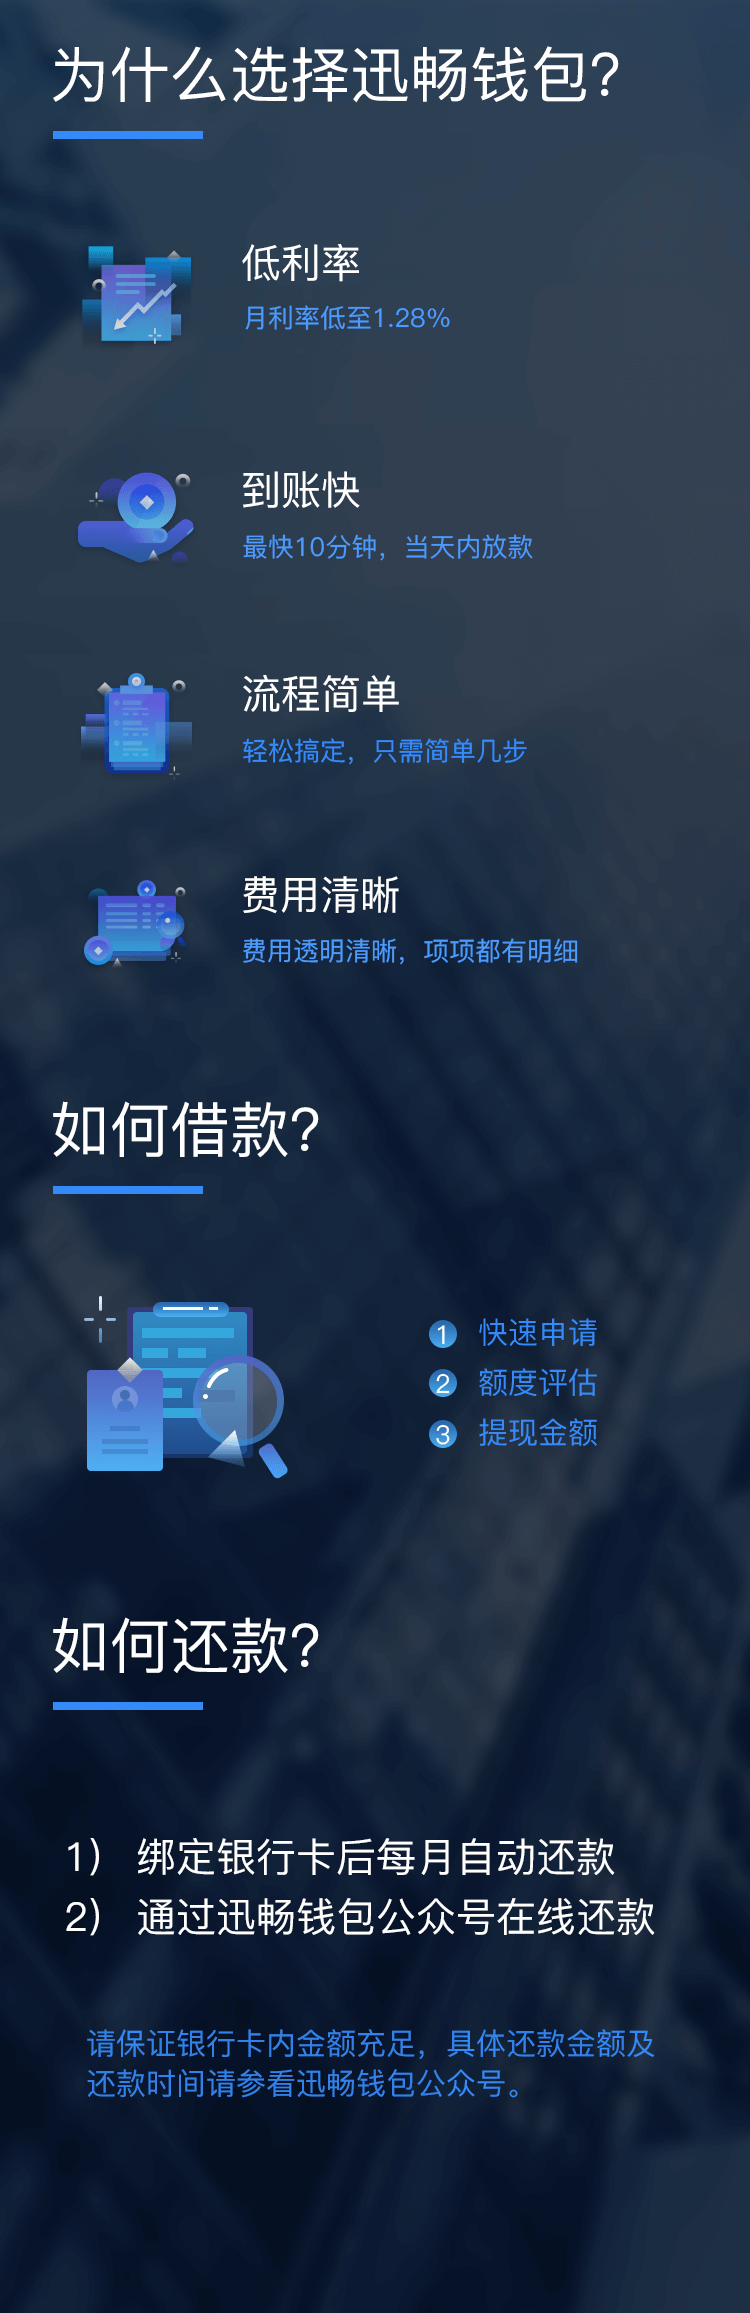 为什么选择迅畅钱包?
低利率
月利率低至1.28%
到账快
最快10分钟，当天内放款
流程简单
轻松搞定，只需简单几步
费用清晰
费用透明清晰，项项都有明细
如何借款?
1 快速申请
2 额度评估
3 提现金额
如何还款?
1） 绑定银行卡后每月自动还款
2） 通过迅畅钱包公众号在线还款
请保证银行卡内金额充足，具体还款金额及
还款时间请参看迅畅钱包公众号。